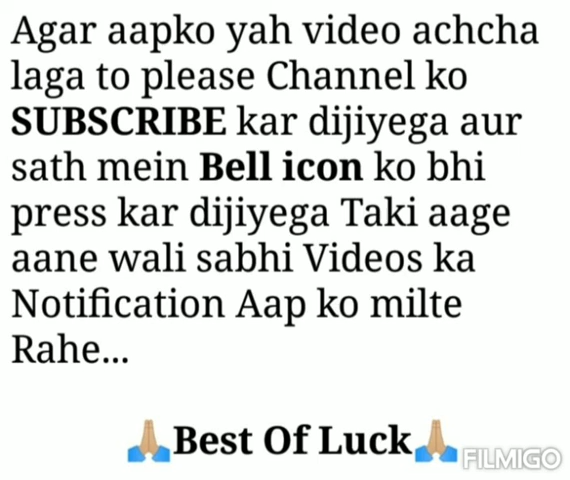 Agar aapko yah video achcha
laga to please Channel ko
SUBSCRIBE kar dijiyega aur
sath mein Bell icon ko bhi
press kar dijiyega Taki aage
aane wali sabhi Videos ka
Notification Aap ko milte
Rahe...
🙏Best Of Luck🙏
FILMIGO